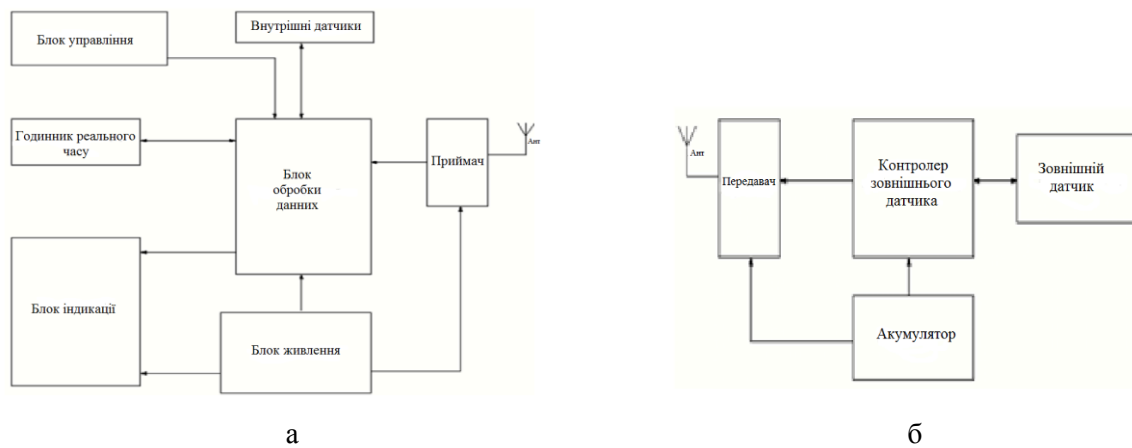 Блок управління
Внутрішні датчики
Годинник реального
часу
Блок
обробки
данних
Приймач
Ант
Блок індикації
Блок живлення
а
Ант
Передавач
Контролер
зовнішнього
датчика
Зовнішній
датчик
Акумулятор
б